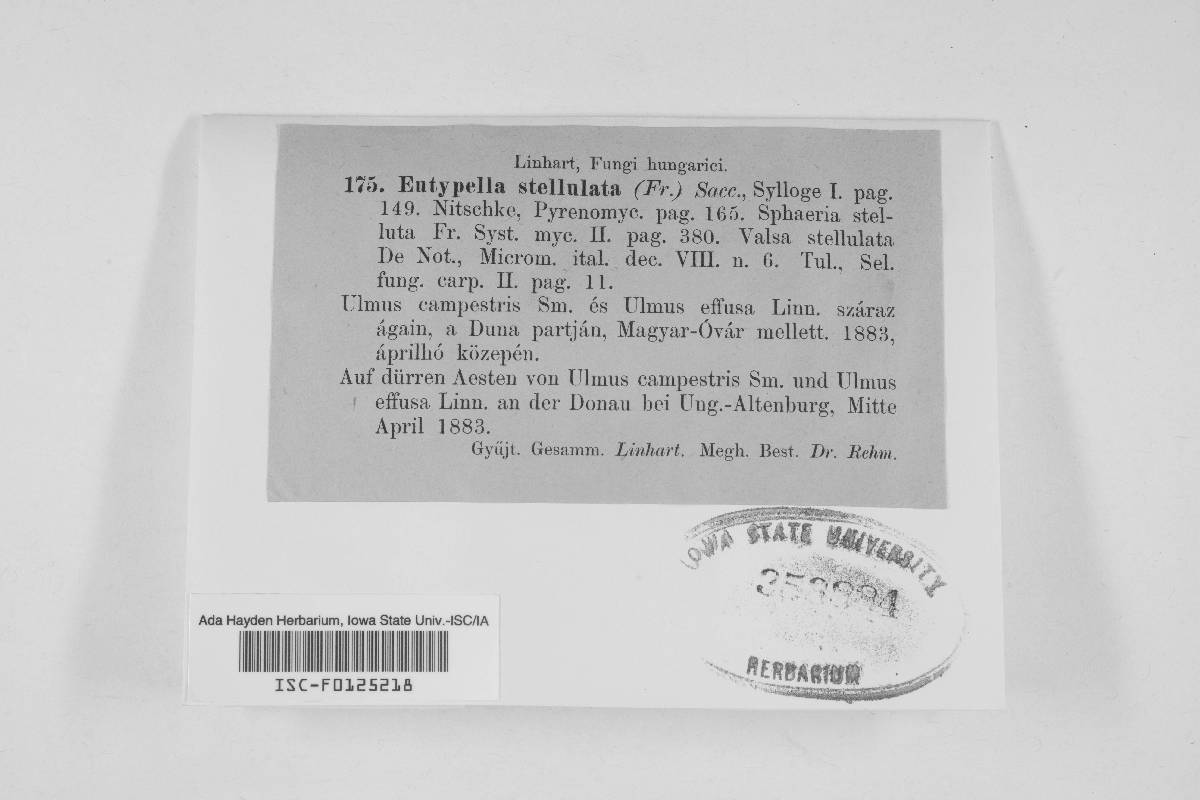 Linhart, Fungi hungarici.
175. Eutypella stellulata (Fr.) Sacc., Sylloge I. pag.
149. Nitschke, Pyrenomyc. pag. 165. Sphaeria stel-
luta Fr. Syst. myc. II. pag. 380. Valsa stellulata
De Not., Microm. ital. dec. VIII. n. 6. Tul., Sel.
fung. carp. II. pag. 11.
Ulmus campestris Sm. és Ulmus effusa Linn. száraz
ágain, a Duna partján, Magyar-Óvár mellett. 1883,
áprilhó közepén.
Auf dürren Aesten von Ulmus campestris Sm. und Ulmus
effusa Linn. an der Donau bei Ung.-Altenburg, Mitte
April 1883.
Gyűjt. Gesamm. Linhart. Megh. Best. Dr. Rehm.
IOWA STATE UNIVERSITY
HERBARIUM
Ada Hayden Herbarium, Iowa State Univ.-ISC/IA
ISC-F0125218